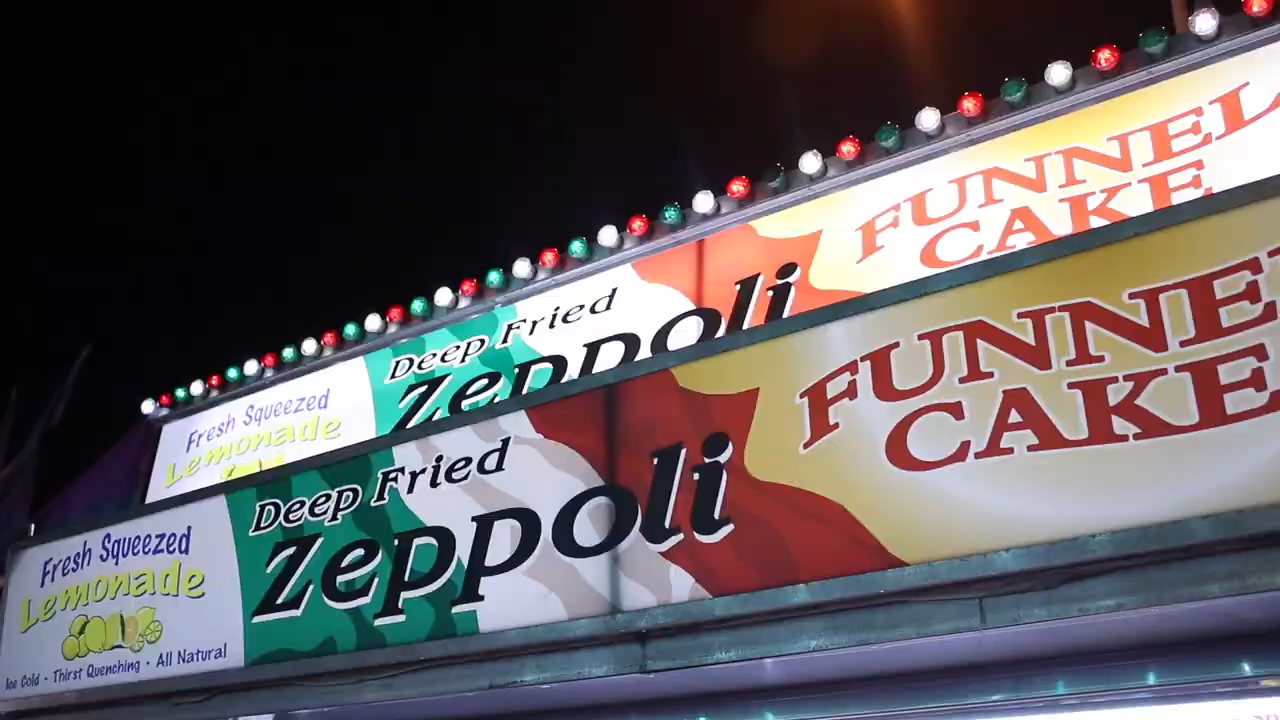 Fresh Squeezed
Lemonade
Deep Fried
Zeppoli
FUNNEL
CAKE
Fresh Squeezed
Lemonade
Ice Cold - Thirst Quenching - All Natural
Deep Fried
Zeppoli
FUNNEL
CAKE